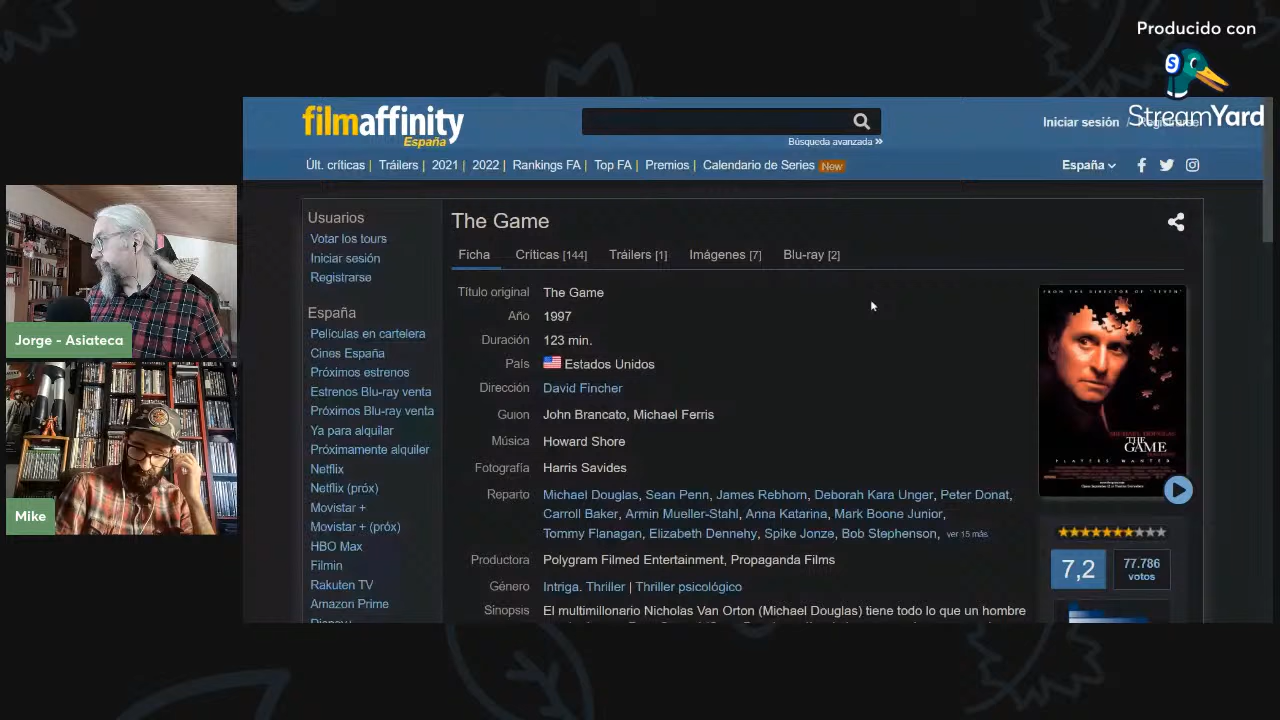 Producido con
StreamYard
filmaffinity
España
Búsqueda avanzada »
Iniciar sesión /
Últ. críticas | Tráilers | 2021 | 2022 | Rankings FA | Top FA | Premios | Calendario de Series New
España
Usuarios
Votar los tours
Iniciar sesión
Registrarse
España
Películas en cartelera
Cines España
Próximos estrenos
Estrenos Blu-ray venta
Próximos Blu-ray venta
Ya para alquilar
Próximamente alquiler
Netflix
Netflix (próx)
Movistar +
Movistar + (próx)
HBO Max
Filmin
Rakuten TV
Amazon Prime
The Game
Ficha Críticas [144] Tráilers [1] Imágenes [7] Blu-ray [2]
Título original The Game
Año 1997
Duración 123 min.
País Estados Unidos
Dirección David Fincher
Guion John Brancato, Michael Ferris
Música Howard Shore
Fotografía Harris Savides
Reparto Michael Douglas, Sean Penn, James Rebhorn, Deborah Kara Unger, Peter Donat,
Carroll Baker, Armin Mueller-Stahl, Anna Katarina, Mark Boone Junior,
Tommy Flanagan, Elizabeth Dennehy, Spike Jonze, Bob Stephenson, ver 15 más
Productora Polygram Filmed Entertainment, Propaganda Films
Género Intriga. Thriller | Thriller psicológico
Sinopsis El multimillonario Nicholas Van Orton (Michael Douglas) tiene todo lo que un hombre
FROM THE DIRECTOR OF "SEVEN"
MICHAEL DOUGLAS
THE
GAME
PLAYERS WANTED
7,2
77.786
votos
Jorge - Asiateca
Mike